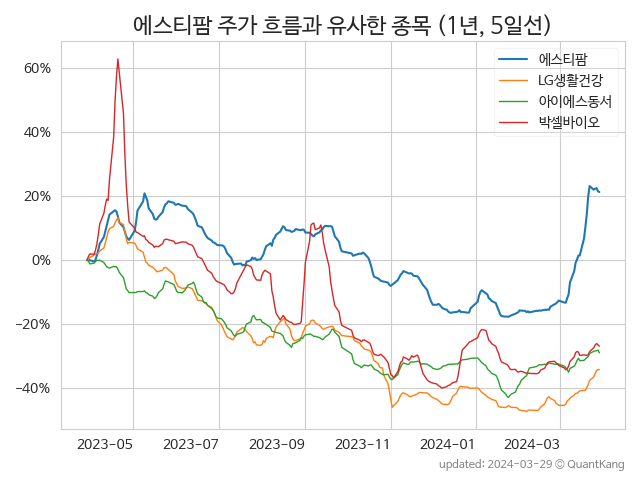 에스티팜 주가 흐름과 유사한 종목 (1년, 5일선)
에스티팜
LG생활건강
아이에스동서
박셀바이오
60%
40%
20%
0%
−20%
−40%
2023-05 2023-07 2023-09 2023-11 2024-01 2024-03
updated: 2024-03-29 © QuantKang